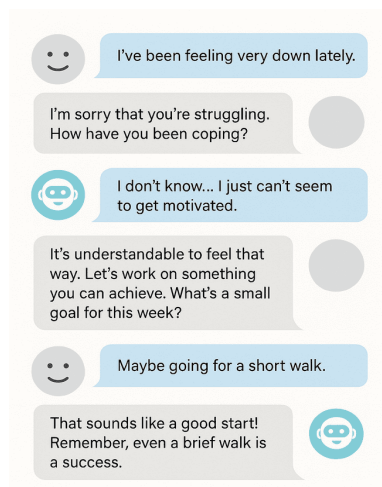 I've been feeling very down lately.
I'm sorry that you're struggling.
How have you been coping?
I don't know... I just can't seem
to get motivated.
It's understandable to feel that
way. Let's work on something
you can achieve. What's a small
goal for this week?
Maybe going for a short walk.
That sounds like a good start!
Remember, even a brief walk is
a success.